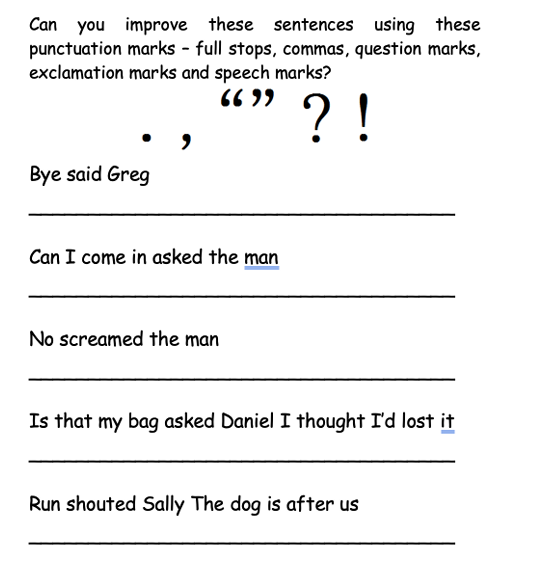 Can you improve these sentences using these
punctuation marks – full stops, commas, question marks,
exclamation marks and speech marks?
. , “” ? !
Bye said Greg
Can I come in asked the man
No screamed the man
Is that my bag asked Daniel I thought I’d lost it
Run shouted Sally The dog is after us